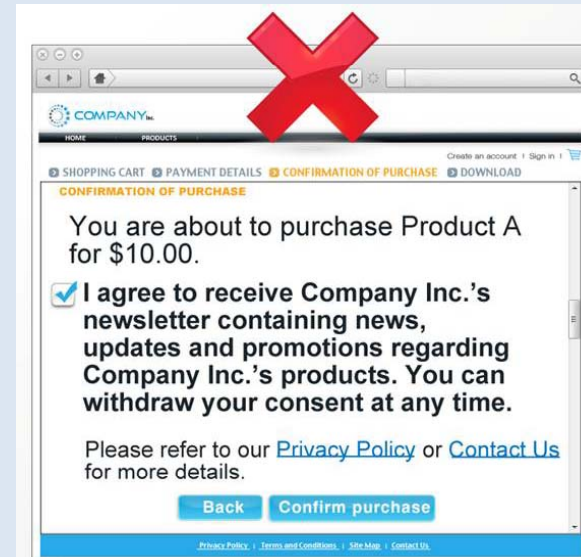 COMPANY Inc.
HOME PRODUCTS
Create an account | Sign in |
SHOPPING CART PAYMENT DETAILS CONFIRMATION OF PURCHASE DOWNLOAD
CONFIRMATION OF PURCHASE
You are about to purchase Product A
for $10.00.
I agree to receive Company Inc.’s
newsletter containing news,
updates and promotions regarding
Company Inc.’s products. You can
withdraw your consent at any time.
Please refer to our Privacy Policy or Contact Us
for more details.
Back Confirm purchase
Privacy Policy | Terms and Conditions | Site Map | Contact Us